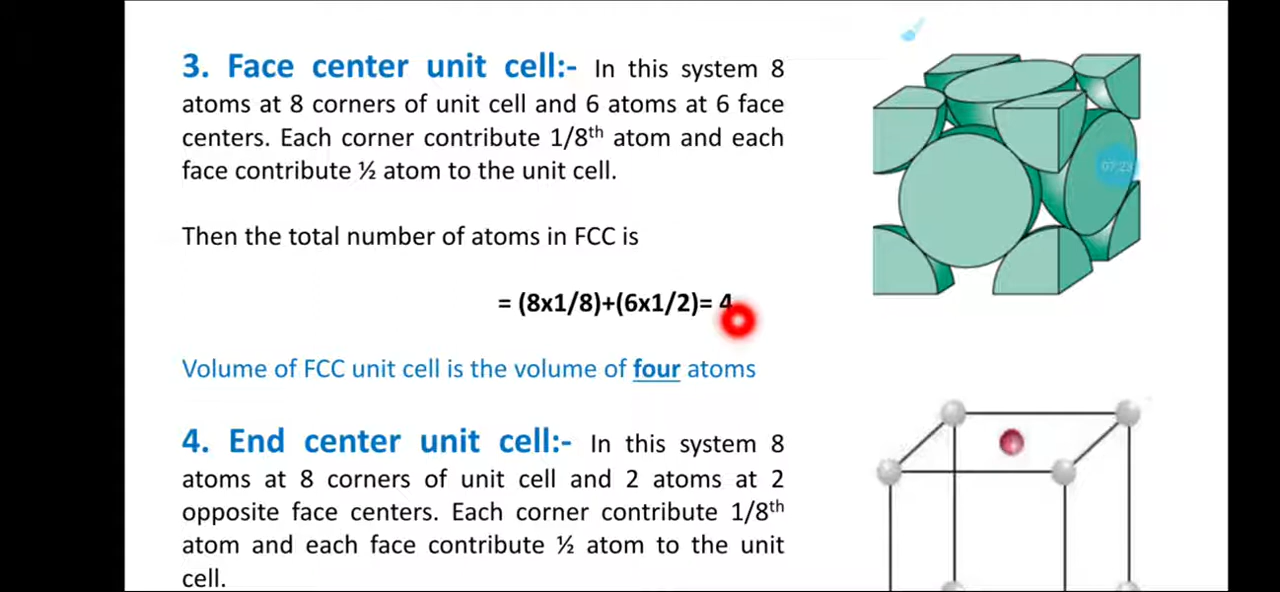 3. Face center unit cell:- In this system 8
atoms at 8 corners of unit cell and 6 atoms at 6 face
centers. Each corner contribute 1/8th atom and each
face contribute ½ atom to the unit cell.
Then the total number of atoms in FCC is
= (8x1/8)+(6x1/2)= 4
Volume of FCC unit cell is the volume of four atoms
4. End center unit cell:- In this system 8
atoms at 8 corners of unit cell and 2 atoms at 2
opposite face centers. Each corner contribute 1/8th
atom and each face contribute ½ atom to the unit
cell.